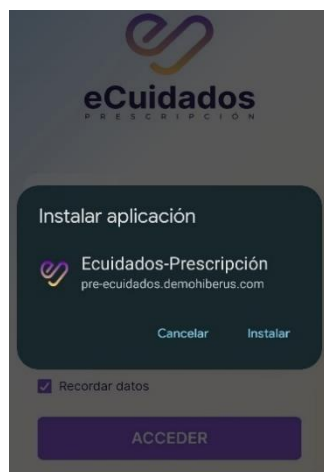 eCuidados
PRESCRIPCIÓN
Instalar aplicación
Ecuidados-Prescripción
pre-ecuidados.demohiberus.com
Cancelar
Instalar
Recordar datos
ACCEDER